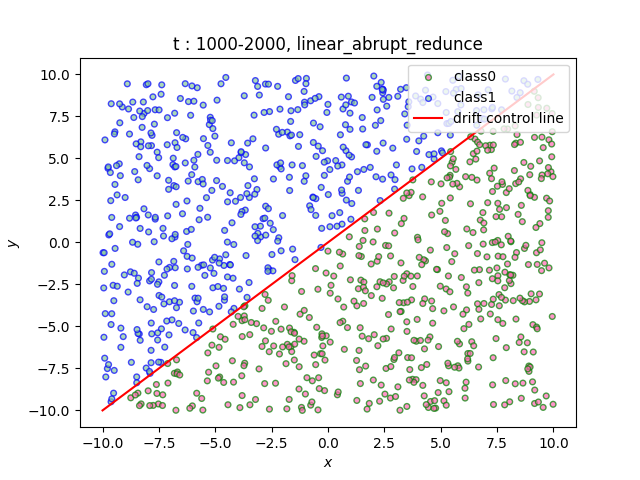 t : 1000-2000, linear_abrupt_redunce
class0
class1
drift control line
y
10.0
7.5
5.0
2.5
0.0
−2.5
−5.0
−7.5
−10.0
−10.0 −7.5 −5.0 −2.5 0.0 2.5 5.0 7.5 10.0
x